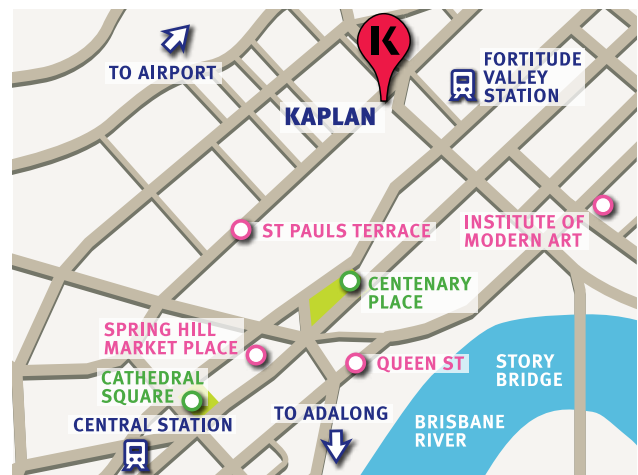 K
TO AIRPORT
FORTITUDE
VALLEY
STATION
KAPLAN
ST PAULS TERRACE
INSTITUTE OF
MODERN ART
CENTENARY
PLACE
SPRING HILL
MARKET PLACE
QUEEN ST
STORY
BRIDGE
CATHEDRAL
SQUARE
CENTRAL STATION
TO ADALONG
BRISBANE
RIVER